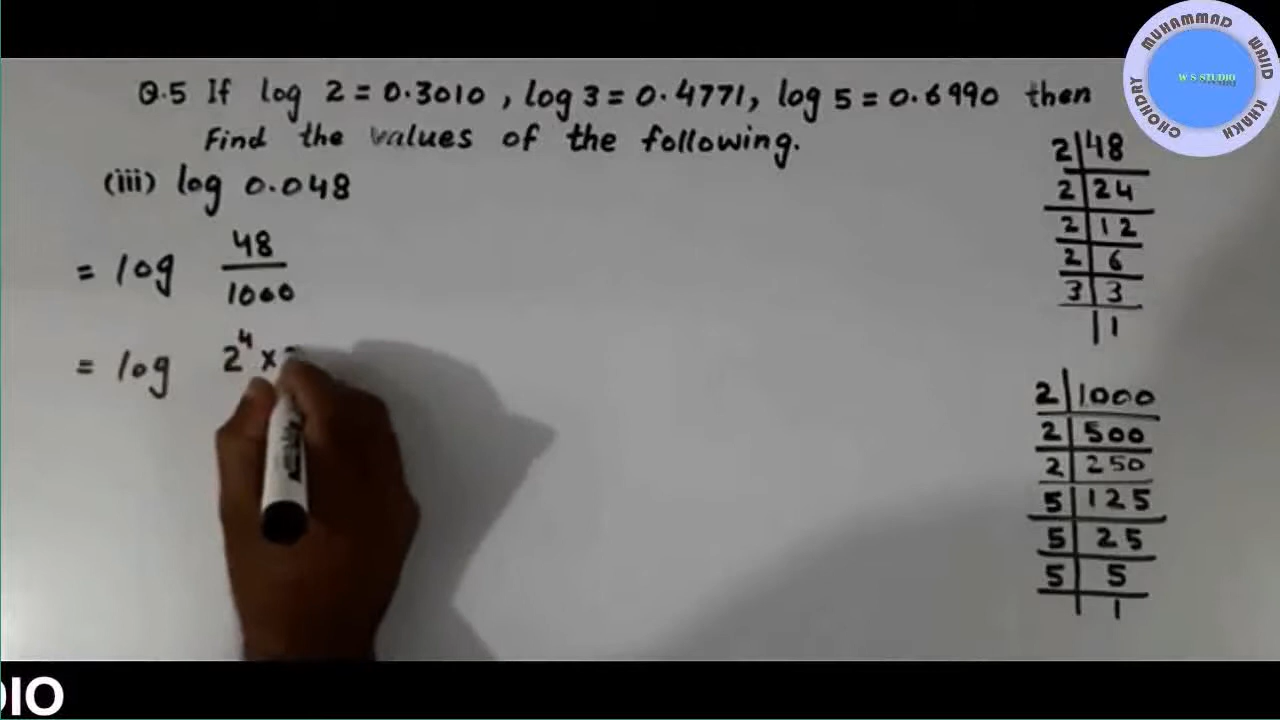 Q.5 If log 2 = 0.3010 , log 3 = 0.4771, log 5 = 0.6990 then
Find the values of the following.
(iii) log 0.048
= log 48/1000
= log 2⁴ ×
2 | 48
2 | 24
2 | 12
2 | 6
3 | 3
| 1
2 | 1000
2 | 500
2 | 250
5 | 125
5 | 25
5 | 5
| 1
MUHAMMAD WAJID KHAKH CHOHDRY
W S STUDIO
DIO